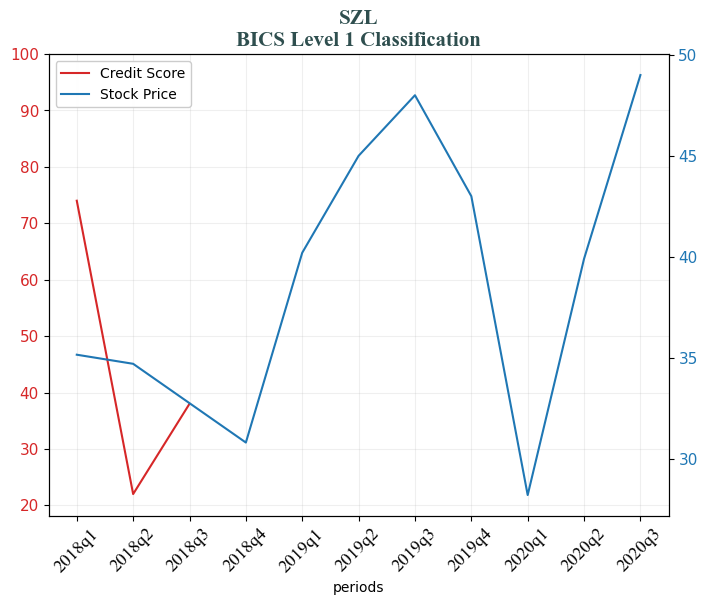 SZL
BICS Level 1 Classification
Credit Score
Stock Price
100
90
80
70
60
50
40
30
20
50
45
40
35
30
2018q1
2018q2
2018q3
2018q4
2019q1
2019q2
2019q3
2019q4
2020q1
2020q2
2020q3
periods